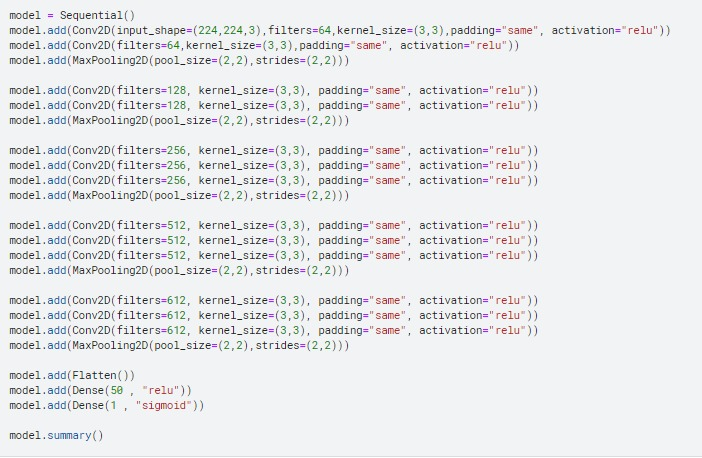 model = Sequential()
model.add(Conv2D(input_shape=(224,224,3),filters=64,kernel_size=(3,3),padding="same", activation="relu"))
model.add(Conv2D(filters=64,kernel_size=(3,3),padding="same", activation="relu"))
model.add(MaxPooling2D(pool_size=(2,2),strides=(2,2)))
model.add(Conv2D(filters=128, kernel_size=(3,3), padding="same", activation="relu"))
model.add(Conv2D(filters=128, kernel_size=(3,3), padding="same", activation="relu"))
model.add(MaxPooling2D(pool_size=(2,2),strides=(2,2)))
model.add(Conv2D(filters=256, kernel_size=(3,3), padding="same", activation="relu"))
model.add(Conv2D(filters=256, kernel_size=(3,3), padding="same", activation="relu"))
model.add(Conv2D(filters=256, kernel_size=(3,3), padding="same", activation="relu"))
model.add(MaxPooling2D(pool_size=(2,2),strides=(2,2)))
model.add(Conv2D(filters=512, kernel_size=(3,3), padding="same", activation="relu"))
model.add(Conv2D(filters=512, kernel_size=(3,3), padding="same", activation="relu"))
model.add(Conv2D(filters=512, kernel_size=(3,3), padding="same", activation="relu"))
model.add(MaxPooling2D(pool_size=(2,2),strides=(2,2)))
model.add(Conv2D(filters=612, kernel_size=(3,3), padding="same", activation="relu"))
model.add(Conv2D(filters=612, kernel_size=(3,3), padding="same", activation="relu"))
model.add(Conv2D(filters=612, kernel_size=(3,3), padding="same", activation="relu"))
model.add(MaxPooling2D(pool_size=(2,2),strides=(2,2)))
model.add(Flatten())
model.add(Dense(50 , "relu"))
model.add(Dense(1 , "sigmoid"))
model.summary()